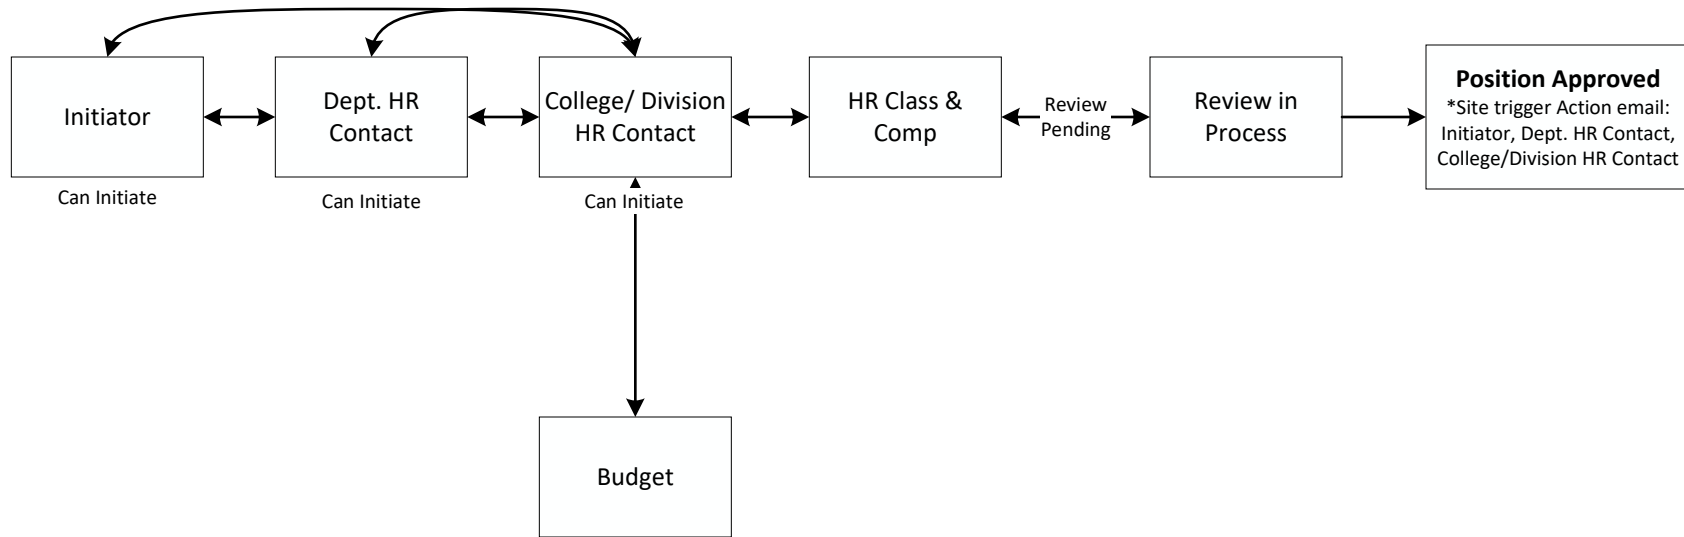 Initiator
Can Initiate
Dept. HR
Contact
Can Initiate
College/ Division
HR Contact
Can Initiate
HR Class &
Comp
Review
Pending
Review in
Process
Position Approved
*Site trigger Action email:
Initiator, Dept. HR Contact,
College/Division HR Contact
Budget